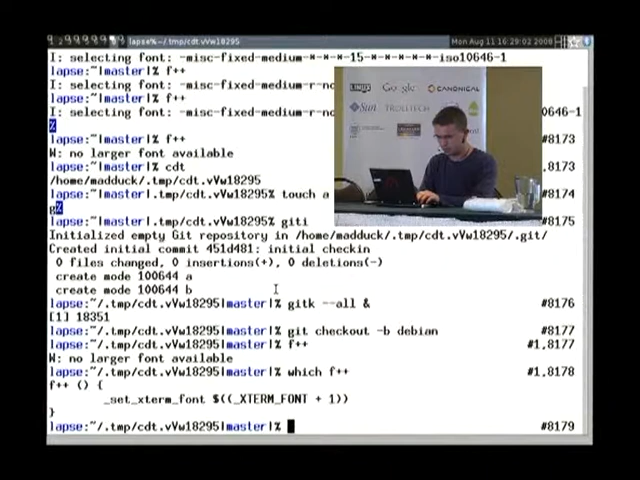 lapse%~/.tmp/cdt.vVw18295
Mon Aug 11 16:29:02 2008
I: selecting font: -misc-fixed-medium-*-*-*-15-*-*-*-*-*-iso10646-1
lapse:~|master|% f++
I: selecting font: -misc-fixed-medium-r-no
lapse:~|master|% f++
I: selecting font: -misc-fixed-medium-r-no
0646-1
%
lapse:~|master|% f++ #8173
W: no larger font available
lapse:~|master|% cdt ,8173
/home/madduck/.tmp/cdt.vVw18295
lapse:~|master|.tmp/cdt.vVw18295% touch a #8174
g%
lapse:~|master|.tmp/cdt.vVw18295% giti #8175
Initialized empty Git repository in /home/madduck/.tmp/cdt.vVw18295/.git/
Created initial commit 451d481: initial checkin
0 files changed, 0 insertions(+), 0 deletions(-)
create mode 100644 a
create mode 100644 b
lapse:~/.tmp/cdt.vVw18295|master|% gitk --all & #8176
[1] 18351
lapse:~/.tmp/cdt.vVw18295|master|% git checkout -b debian #8177
lapse:~/.tmp/cdt.vVw18295|master|% f++ #1,8177
W: no larger font available
lapse:~/.tmp/cdt.vVw18295|master|% which f++ #1,8178
f++ () {
_set_xterm_font $((_XTERM_FONT + 1))
}
lapse:~/.tmp/cdt.vVw18295|master|% #8179
LINUX
Google
CANONICAL
Sun
TROLLTECH